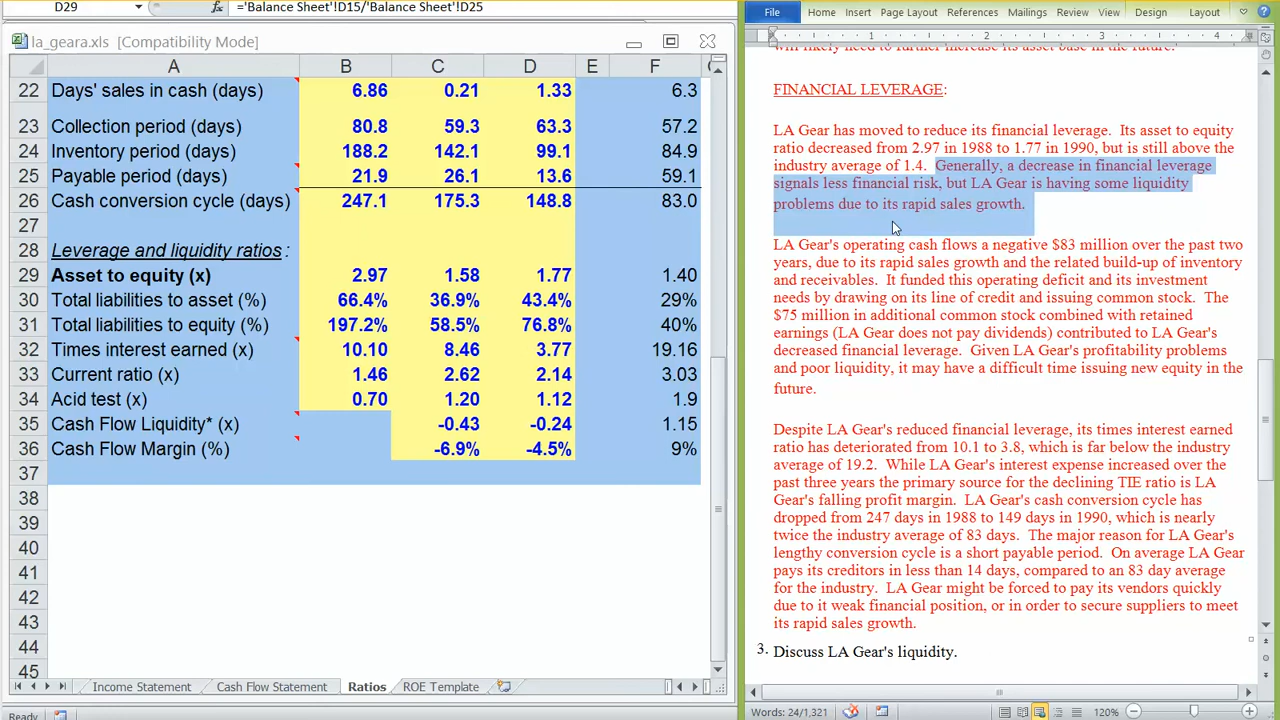 D29
fx
='Balance Sheet'!D15/'Balance Sheet'!D25
la_geara.xls [Compatibility Mode]
A B C D E F
22 Days' sales in cash (days) 6.86 0.21 1.33 6.3
23 Collection period (days) 80.8 59.3 63.3 57.2
24 Inventory period (days) 188.2 142.1 99.1 84.9
25 Payable period (days) 21.9 26.1 13.6 59.1
26 Cash conversion cycle (days) 247.1 175.3 148.8 83.0
27
28 Leverage and liquidity ratios:
29 Asset to equity (x) 2.97 1.58 1.77 1.40
30 Total liabilities to asset (%) 66.4% 36.9% 43.4% 29%
31 Total liabilities to equity (%) 197.2% 58.5% 76.8% 40%
32 Times interest earned (x) 10.10 8.46 3.77 19.16
33 Current ratio (x) 1.46 2.62 2.14 3.03
34 Acid test (x) 0.70 1.20 1.12 1.9
35 Cash Flow Liquidity* (x) -0.43 -0.24 1.15
36 Cash Flow Margin (%) -6.9% -4.5% 9%
37
38
39
40
41
42
43
44
45
Income Statement Cash Flow Statement Ratios ROE Template
Ready
File Home Insert Page Layout References Mailings Review View Design Layout
1 2 3 4
will likely need to further increase its asset base in the future.
FINANCIAL LEVERAGE:
LA Gear has moved to reduce its financial leverage. Its asset to equity
ratio decreased from 2.97 in 1988 to 1.77 in 1990, but is still above the
industry average of 1.4. Generally, a decrease in financial leverage
signals less financial risk, but LA Gear is having some liquidity
problems due to its rapid sales growth.
LA Gear's operating cash flows a negative $83 million over the past two
years, due to its rapid sales growth and the related build-up of inventory
and receivables. It funded this operating deficit and its investment
needs by drawing on its line of credit and issuing common stock. The
$75 million in additional common stock combined with retained
earnings (LA Gear does not pay dividends) contributed to LA Gear's
decreased financial leverage. Given LA Gear's profitability problems
and poor liquidity, it may have a difficult time issuing new equity in the
future.
Despite LA Gear's reduced financial leverage, its times interest earned
ratio has deteriorated from 10.1 to 3.8, which is far below the industry
average of 19.2. While LA Gear's interest expense increased over the
past three years the primary source for the declining TIE ratio is LA
Gear's falling profit margin. LA Gear's cash conversion cycle has
dropped from 247 days in 1988 to 149 days in 1990, which is nearly
twice the industry average of 83 days. The major reason for LA Gear's
lengthy conversion cycle is a short payable period. On average LA Gear
pays its creditors in less than 14 days, compared to an 83 day average
for the industry. LA Gear might be forced to pay its vendors quickly
due to it weak financial position, or in order to secure suppliers to meet
its rapid sales growth.
3. Discuss LA Gear's liquidity.
Words: 24/1,321
120%